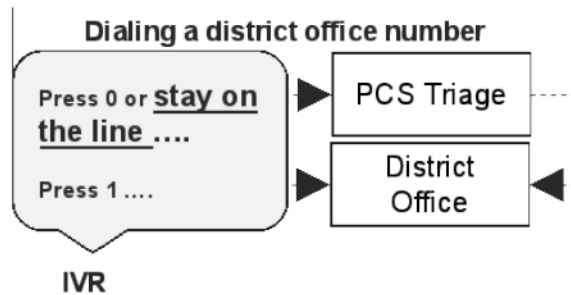 Dialing a district office number
Press 0 or stay on
the line ....
Press 1 ....
IVR
PCS Triage
District
Office